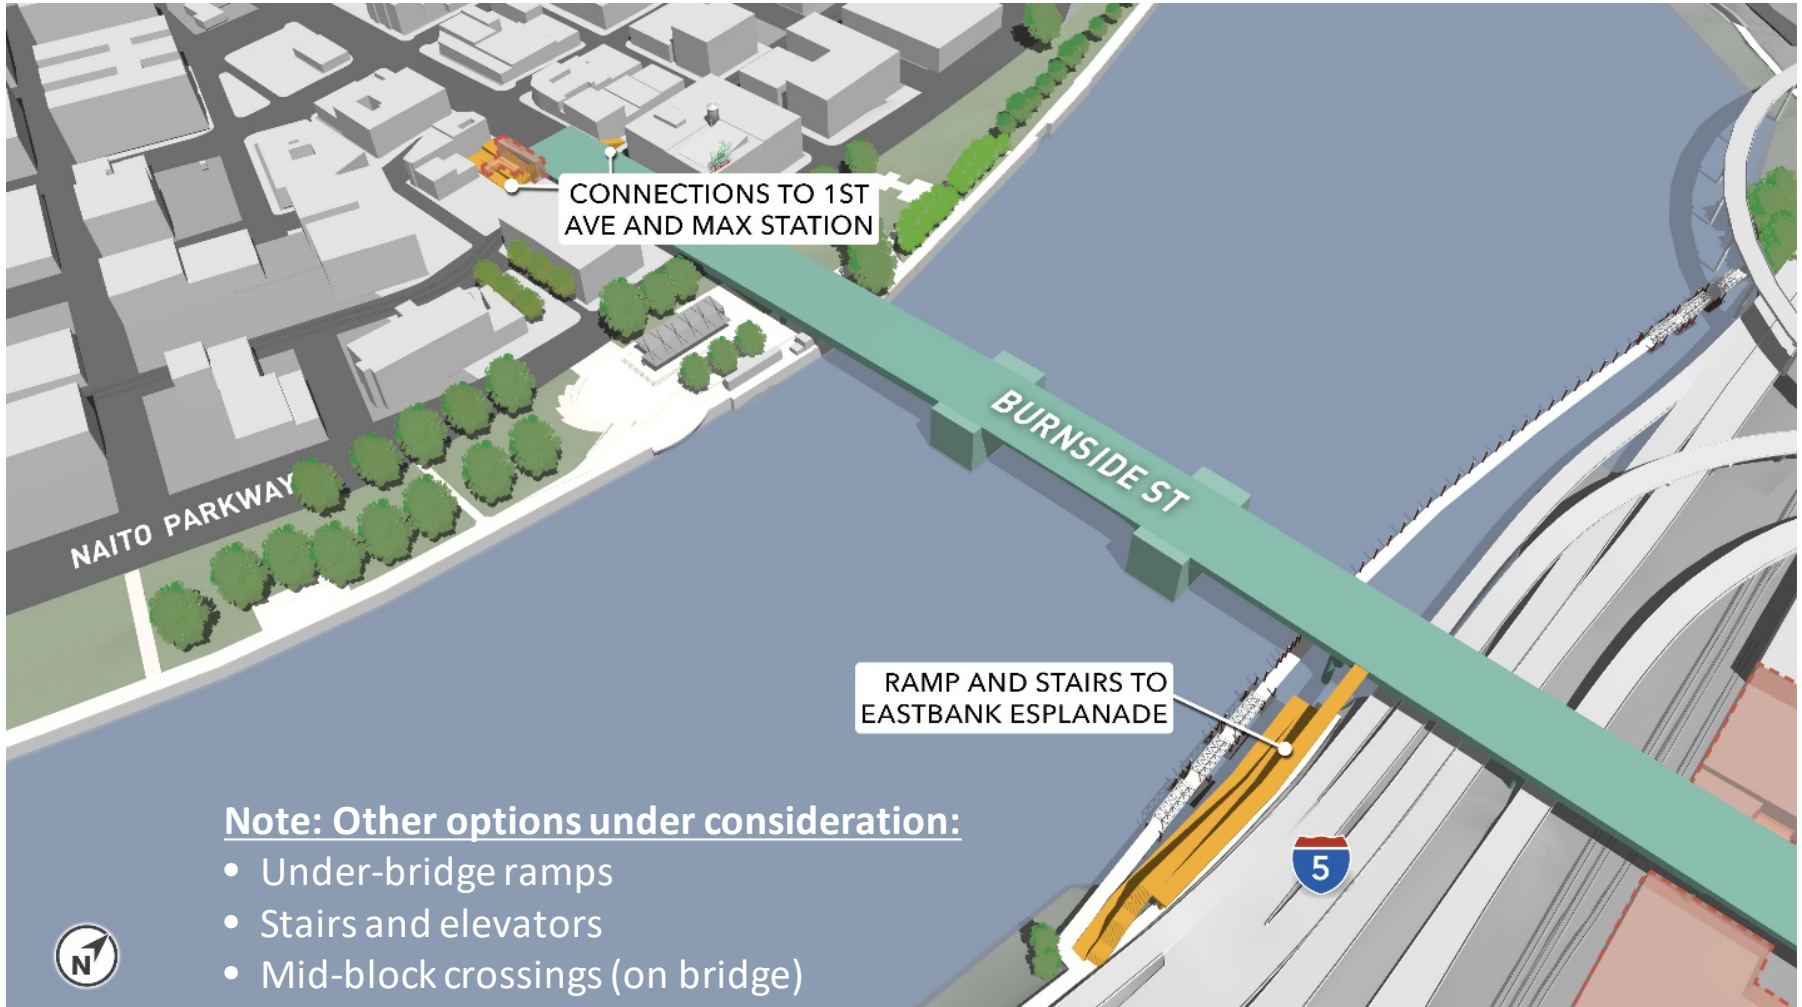 CONNECTIONS TO 1ST
AVE AND MAX STATION
BURNSIDE ST
NAITO PARKWAY
RAMP AND STAIRS TO
EASTBANK ESPLANADE
5
Note: Other options under consideration:
• Under-bridge ramps
• Stairs and elevators
• Mid-block crossings (on bridge)
N